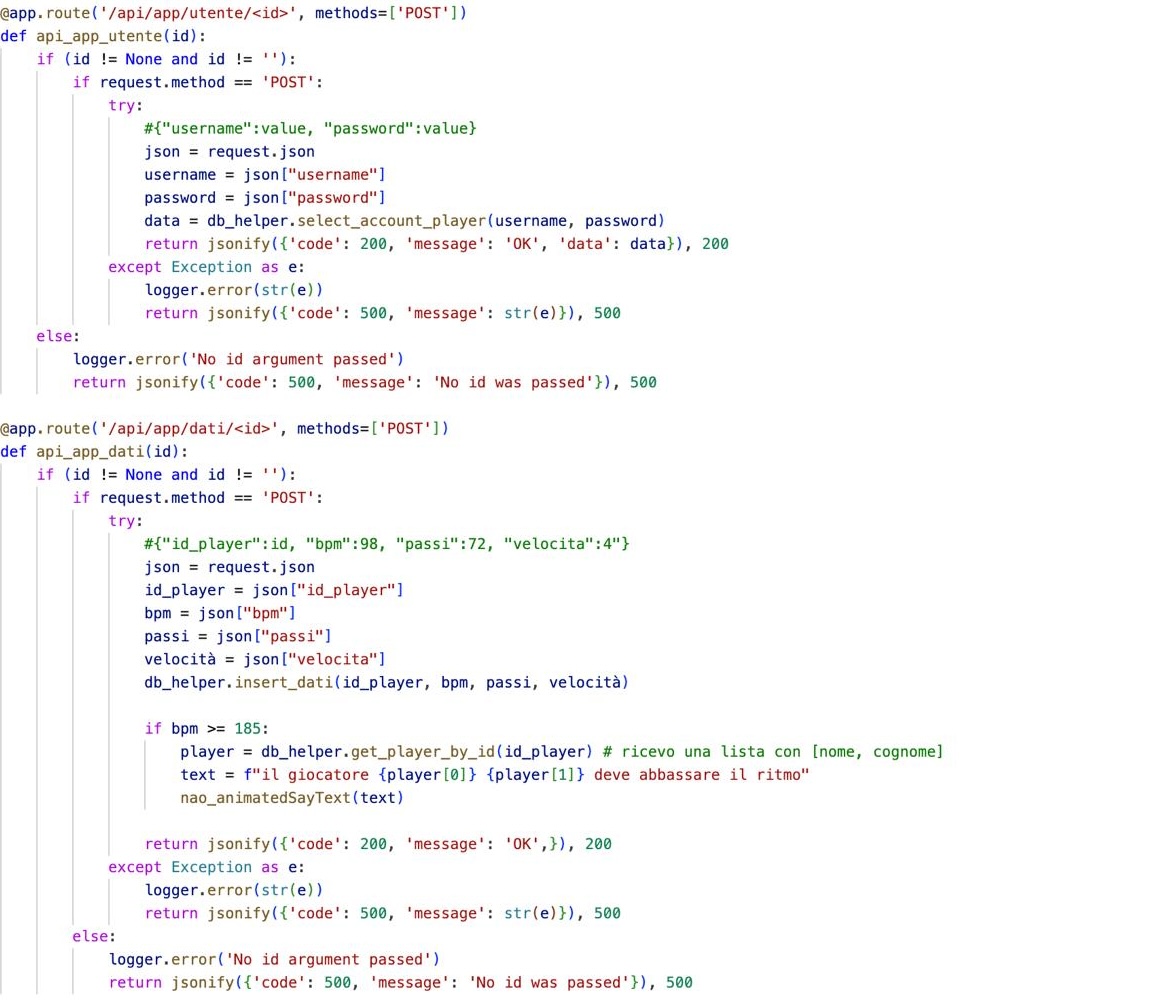 @app.route('/api/app/utente/<id>', methods=['POST'])
def api_app_utente(id):
    if (id != None and id != ''):
        if request.method == 'POST':
            try:
                #{"username":value, "password":value}
                json = request.json
                username = json["username"]
                password = json["password"]
                data = db_helper.select_account_player(username, password)
                return jsonify({'code': 200, 'message': 'OK', 'data': data}), 200
            except Exception as e:
                logger.error(str(e))
                return jsonify({'code': 500, 'message': str(e)}), 500
    else:
        logger.error('No id argument passed')
        return jsonify({'code': 500, 'message': 'No id was passed'}), 500

@app.route('/api/app/dati/<id>', methods=['POST'])
def api_app_dati(id):
    if (id != None and id != ''):
        if request.method == 'POST':
            try:
                #{"id_player":id, "bpm":98, "passi":72, "velocita":4"}
                json = request.json
                id_player = json["id_player"]
                bpm = json["bpm"]
                passi = json["passi"]
                velocità = json["velocita"]
                db_helper.insert_dati(id_player, bpm, passi, velocità)

                if bpm >= 185:
                    player = db_helper.get_player_by_id(id_player) # ricevo una lista con [nome, cognome]
                    text = f"il giocatore {player[0]} {player[1]} deve abbassare il ritmo"
                    nao_animatedSayText(text)

                return jsonify({'code': 200, 'message': 'OK',}), 200
            except Exception as e:
                logger.error(str(e))
                return jsonify({'code': 500, 'message': str(e)}), 500
        else:
            logger.error('No id argument passed')
            return jsonify({'code': 500, 'message': 'No id was passed'}), 500